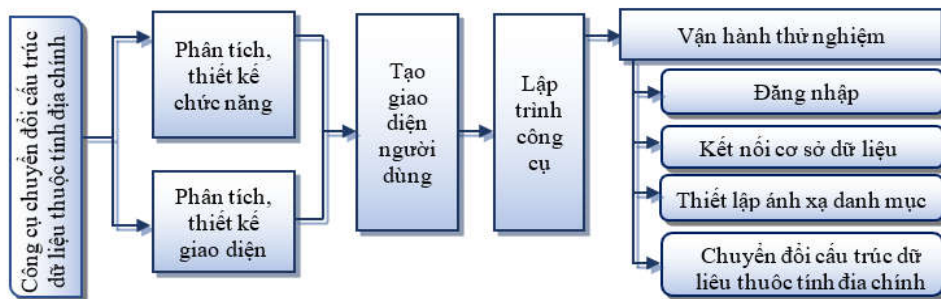 Công cụ chuyển đổi cấu trúc
dữ liệu thuộc tính địa chính
Phân tích,
thiết kế
chức năng
Phân tích,
thiết kế
giao diện
Tạo
giao
diện
người
dùng
Lập
trình
công
cụ
Vận hành thử nghiệm
Đăng nhập
Kết nối cơ sở dữ liệu
Thiết lập ánh xạ danh mục
Chuyển đổi cấu trúc dữ
liệu thuộc tính địa chính